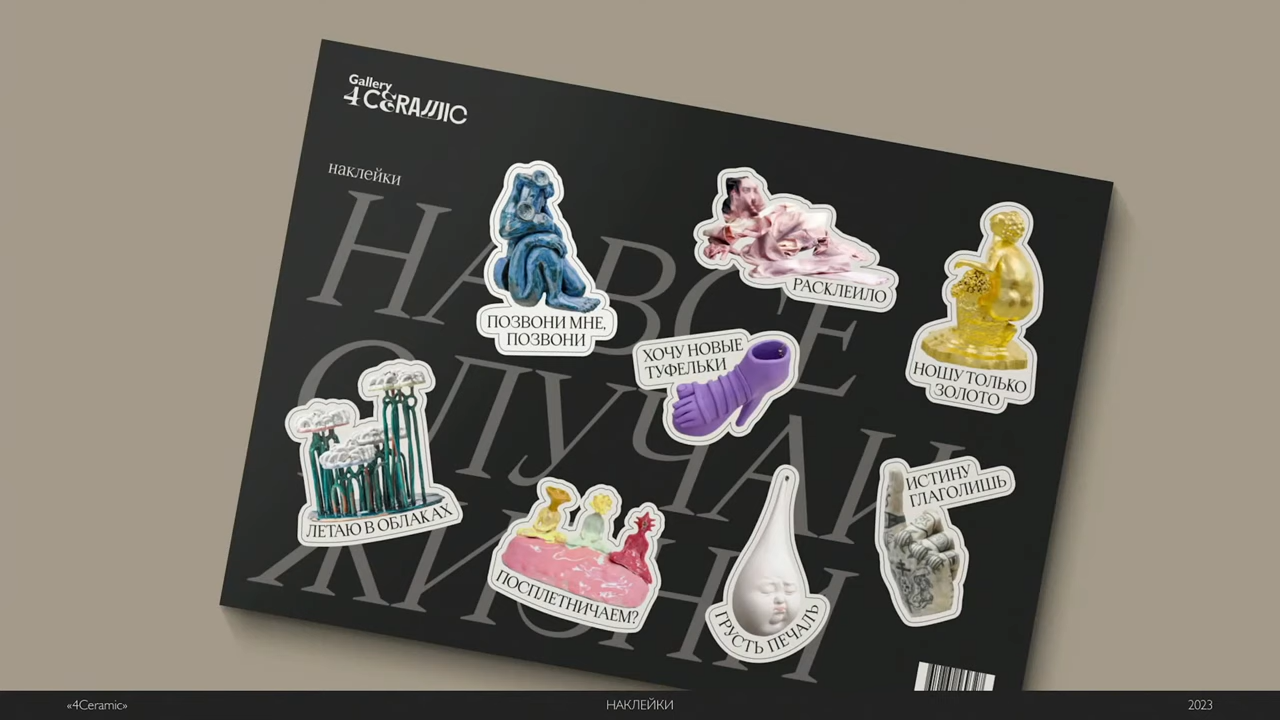 Gallery
4CERAMIC
наклейки
НА ВСЕ
СЛУЧАИ
ЖИЗНИ
ПОЗВОНИ МНЕ,
ПОЗВОНИ
РАСКЛЕИЛО
НОШУ ТОЛЬКО
ЗОЛОТО
ХОЧУ НОВЫЕ
ТУФЕЛЬКИ
ЛЕТАЮ В ОБЛАКАХ
ПОСПЛЕТНИЧАЕМ?
ГРУСТЬ ПЕЧАЛЬ
ИСТИНУ
ГЛАГОЛИШЬ
«4Ceramic»
НАКЛЕЙКИ
2023